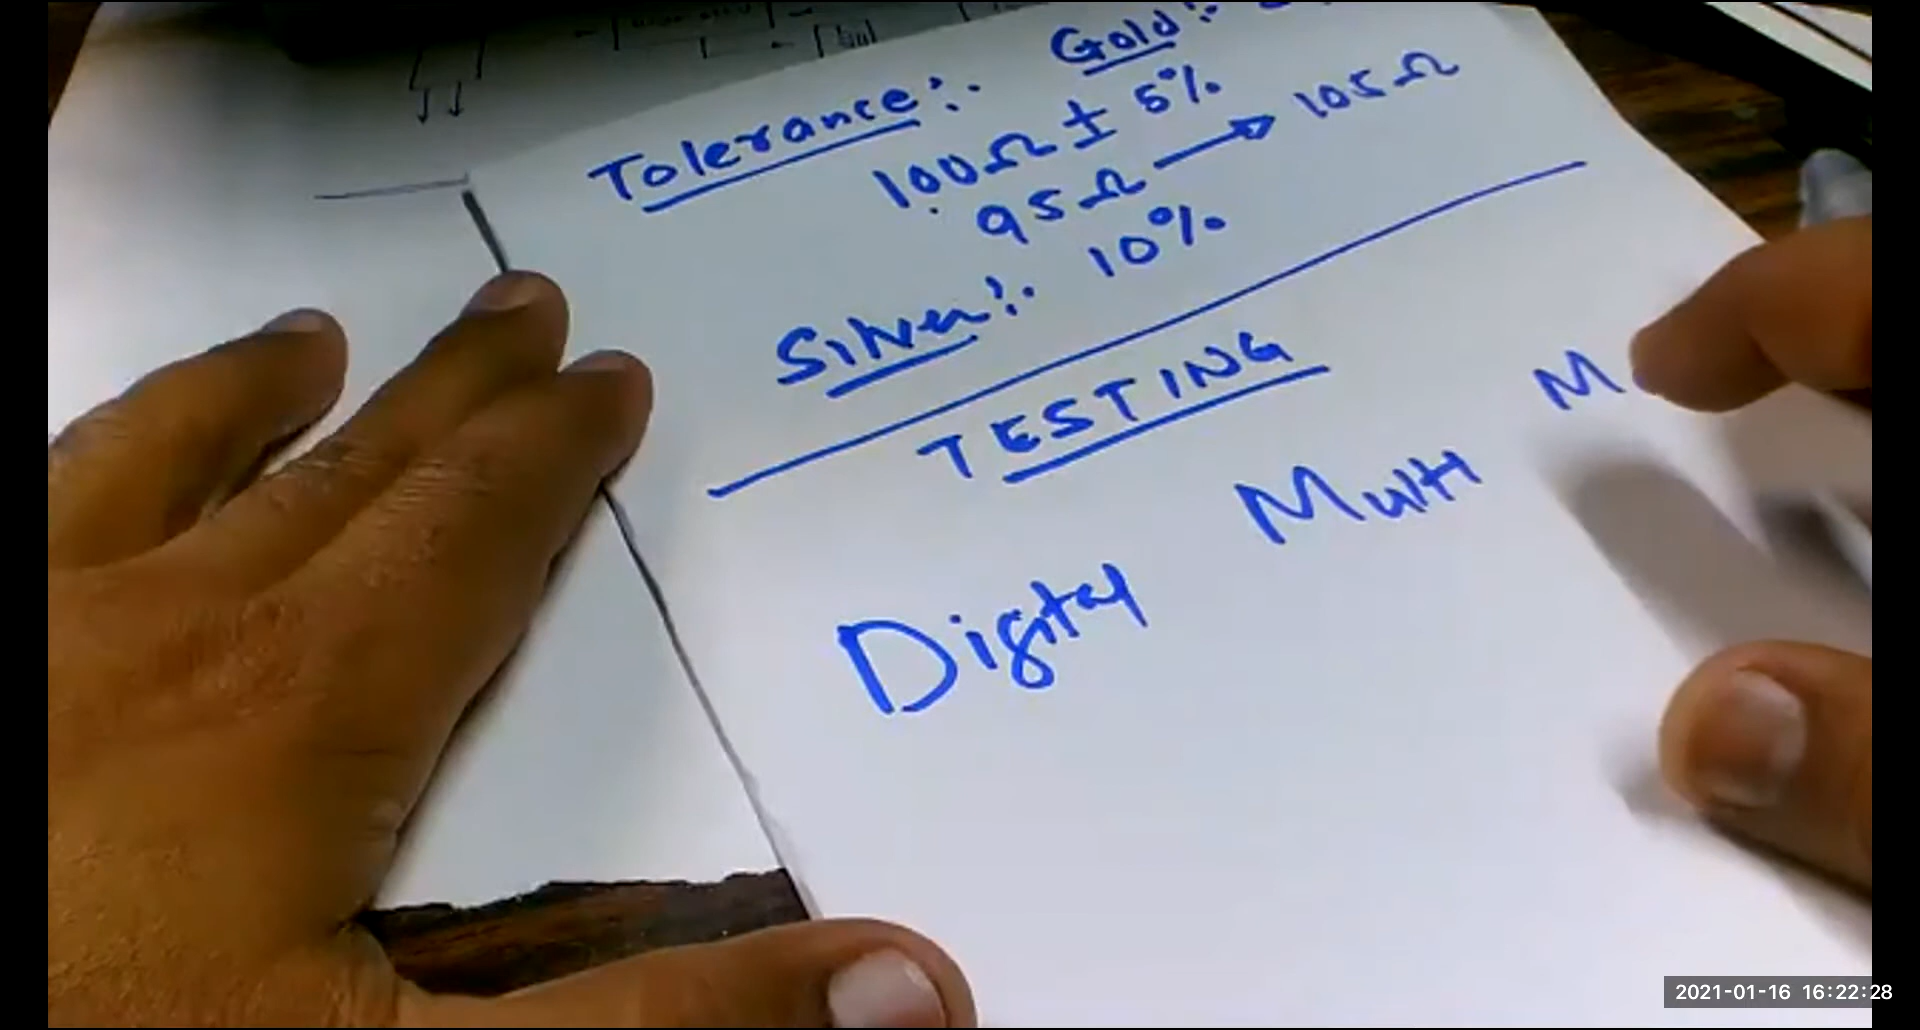 Tolerance:- Gold:-
100Ω ± 5%
95Ω → 105Ω
Silver:- 10%
TESTING
Digital Multi M
2021-01-16 16:22:28